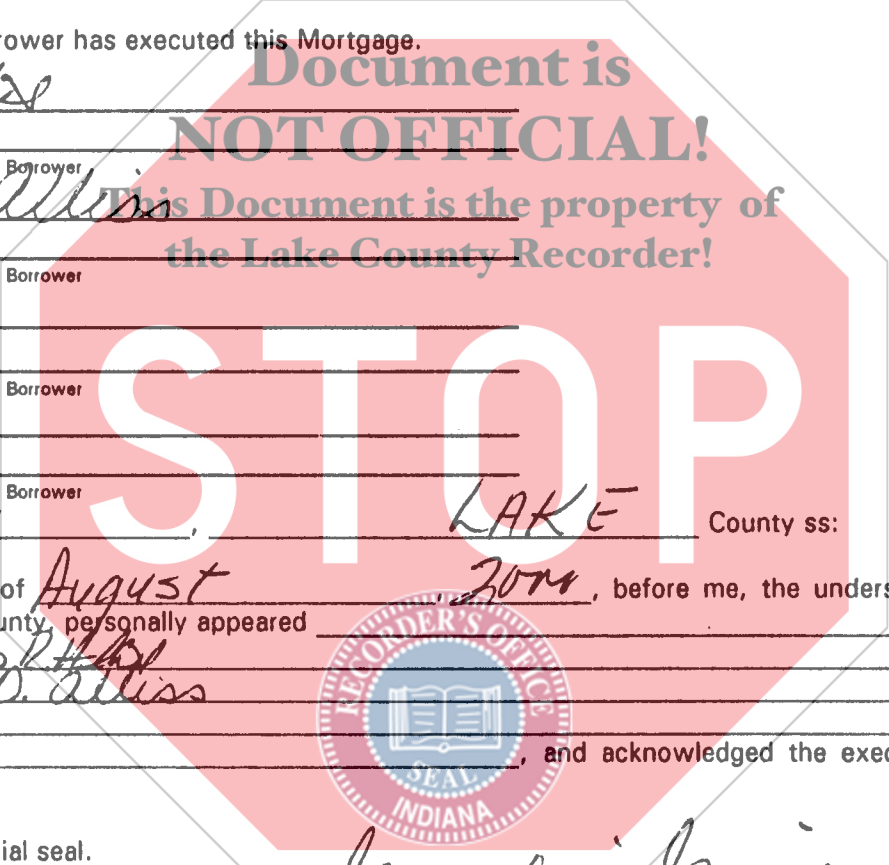 rower has executed this Mortgage.
Document is
NOT OFFICIAL!
Borrower
Alliss
This Document is the property of
the Lake County Recorder!
Borrower
STOP
Borrower
Borrower
LAKE County ss:
of August , , before me, the unders
unty, personally appeared
D. Alliss
RECORDER'S OFFICE
SEAL
INDIANA
, and acknowledged the exec
ial seal.